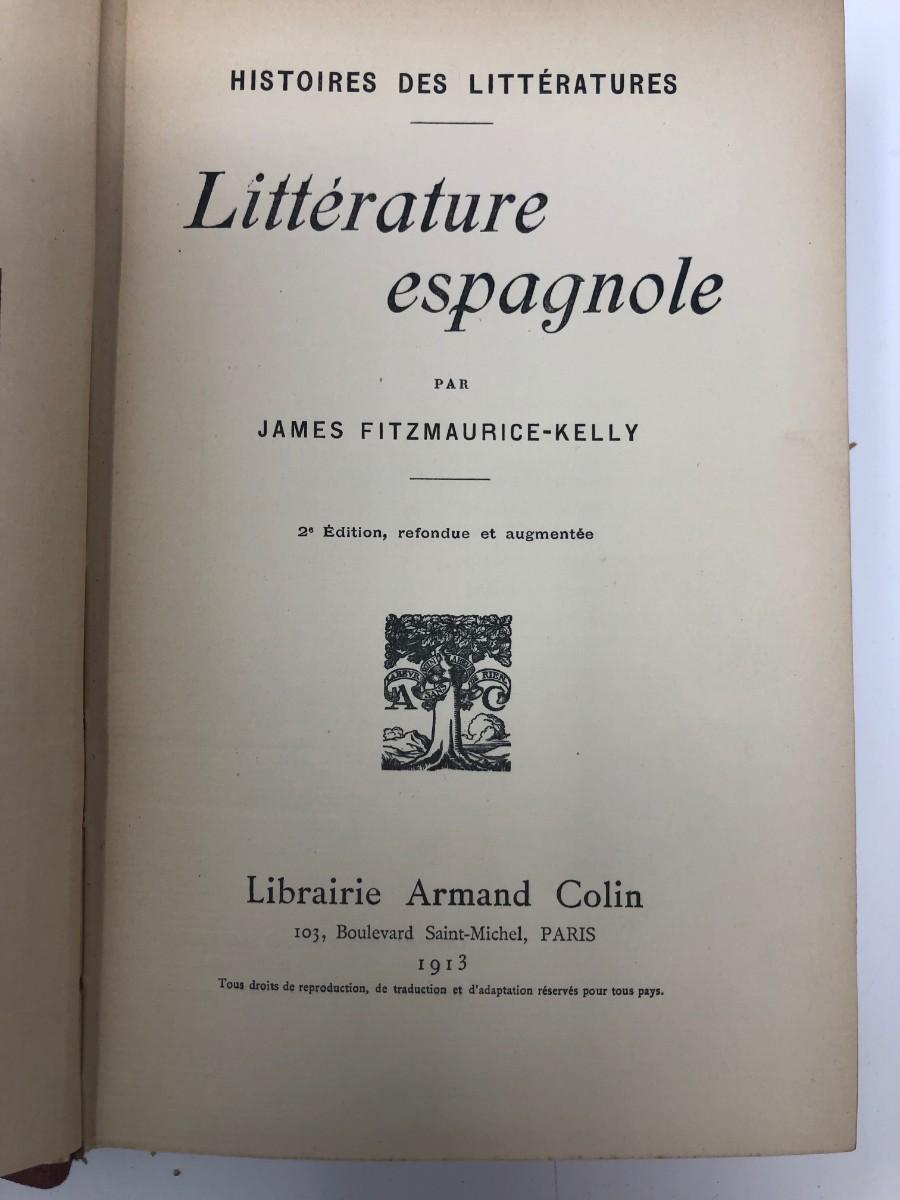 HISTOIRES DES LITTÉRATURES
Littérature
espagnole
PAR
JAMES FITZMAURICE-KELLY
2e Édition, refondue et augmentée
A C
Librairie Armand Colin
103, Boulevard Saint-Michel, PARIS
1913
Tous droits de reproduction, de traduction et d'adaptation réservés pour tous pays.